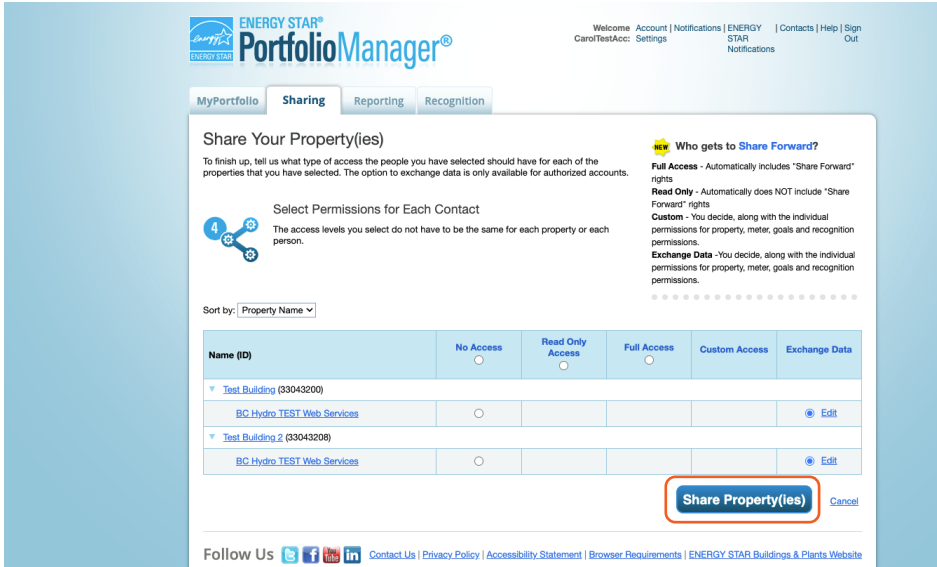 ENERGY STAR®
PortfolioManager®
energy
ENERGY STAR
Welcome CarolTestAcc: Account Settings | Notifications | ENERGY STAR Notifications | Contacts | Help | Sign Out
MyPortfolio Sharing Reporting Recognition
Share Your Property(ies)
To finish up, tell us what type of access the people you have selected should have for each of the
properties that you have selected. The option to exchange data is only available for authorized accounts.
4
Select Permissions for Each Contact
The access levels you select do not have to be the same for each property or each
person.
NEW Who gets to Share Forward?
Full Access - Automatically includes "Share Forward"
rights
Read Only - Automatically does NOT include "Share
Forward" rights
Custom - You decide, along with the individual
permissions for property, meter, goals and recognition
permissions.
Exchange Data -You decide, along with the individual
permissions for property, meter, goals and recognition
permissions.
Sort by: Property Name
Name (ID) No Access Read Only Access Full Access Custom Access Exchange Data
Test Building (33043200)
BC Hydro TEST Web Services Edit
Test Building 2 (33043208)
BC Hydro TEST Web Services Edit
Share Property(ies) Cancel
Follow Us You Tube in Contact Us | Privacy Policy | Accessibility Statement | Browser Requirements | ENERGY STAR Buildings & Plants Website